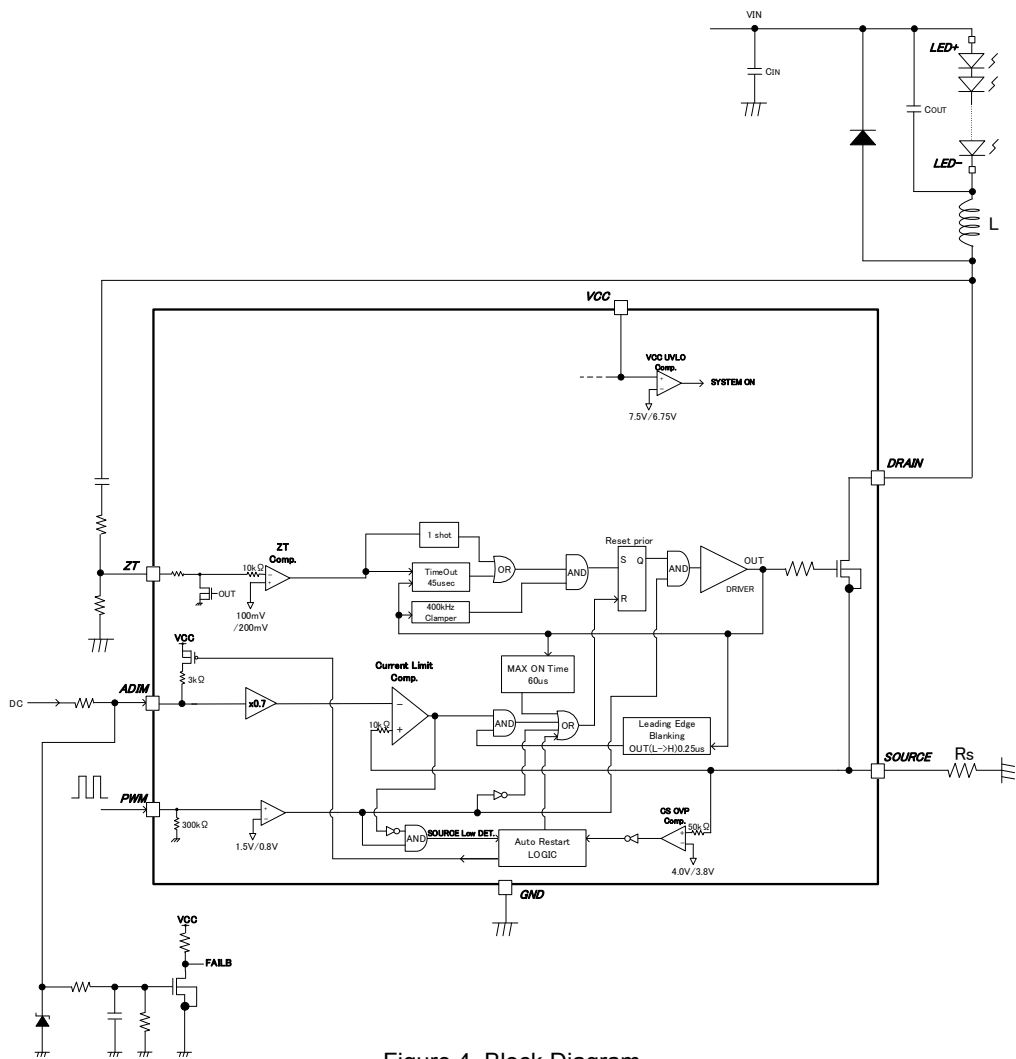 VIN
LED+
CIN
COUT
LED-
L
VCC
VCC UVLO
Comp.
SYSTEM ON
7.5V/6.75V
DRAIN
ZT
10kΩ
ZT
Comp.
OUT
100mV
/200mV
1 shot
TimeOut
45usec
400kHz
Clamper
OR
AND
Reset prior
S Q
R
AND
OUT
DRIVER
VCC
3kΩ
DC
ADIM
x0.7
Current Limit
Comp.
10kΩ
MAX ON Time
60us
AND
OR
Leading Edge
Blanking
OUT(L->H)0.25us
SOURCE
Rs
PWM
300kΩ
1.5V/0.8V
AND
SOURCE Low DET.
Auto Restart
LOGIC
CS OVP
Comp.
50kΩ
4.0V/3.8V
GND
VCC
FAILB
Figure 4. Block Diagram